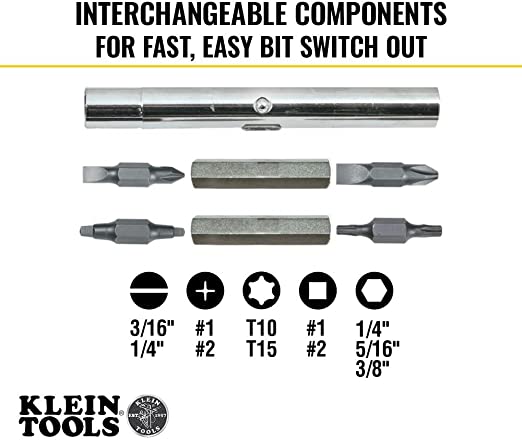 INTERCHANGEABLE COMPONENTS
FOR FAST, EASY BIT SWITCH OUT
3/16" #1 T10 #1 1/4"
1/4" #2 T15 #2 5/16"
3/8"
KLEIN
TOOLS®
KLEIN
EST. 1857
TOOLS